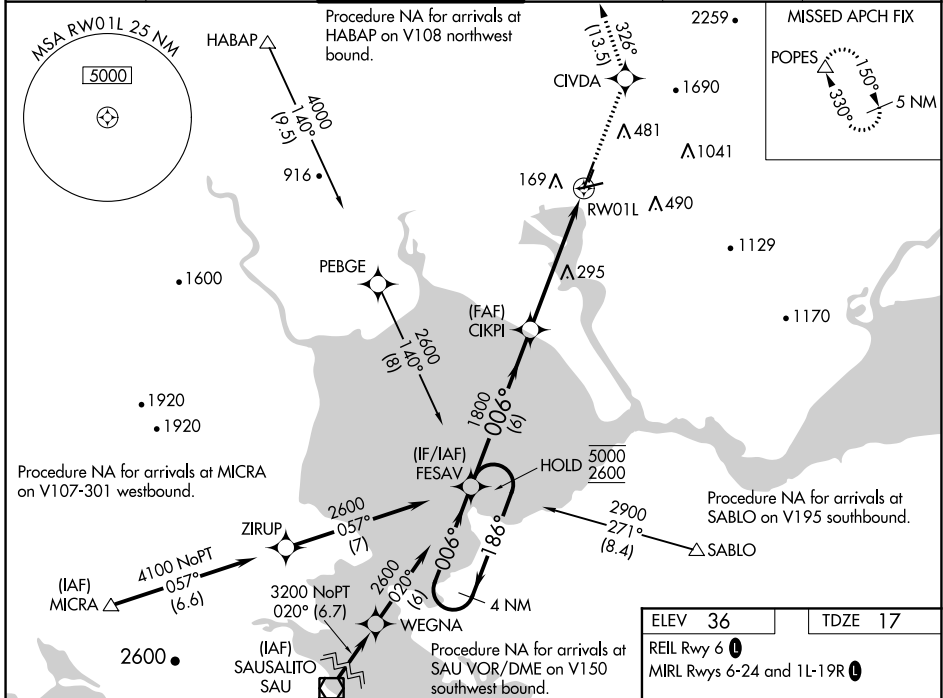 MSA RW01L 25 NM
5000
HABAP
Procedure NA for arrivals at
HABAP on V108 northwest
bound.
4000
140°
(9.5)
916
326°
(13.5)
CIVDA
2259
1690
481
1041
169
RW01L
490
MISSED APCH FIX
POPES
150°
330°
5 NM
1129
1170
295
1600
PEBGE
2600
140°
(8)
(FAF)
CIKPI
1800
006°
(6)
1920
1920
(IF/IAF)
FESAV
HOLD
5000
2600
Procedure NA for arrivals at MICRA
on V107-301 westbound.
Procedure NA for arrivals at
SABLO on V195 southbound.
2900
271°
(8.4)
SABLO
ZIRUP
2600
057°
(7)
4100 NoPT
057°
(6.6)
(IAF)
MICRA
2600
020°
(6)
006°
186°
4 NM
3200 NoPT
020° (6.7)
WEGNA
(IAF)
SAUSALITO
SAU
2600
Procedure NA for arrivals at
SAU VOR/DME on V150
southwest bound.
ELEV 36
TDZE 17
REIL Rwy 6 L
MIRL Rwys 6-24 and 1L-19R L